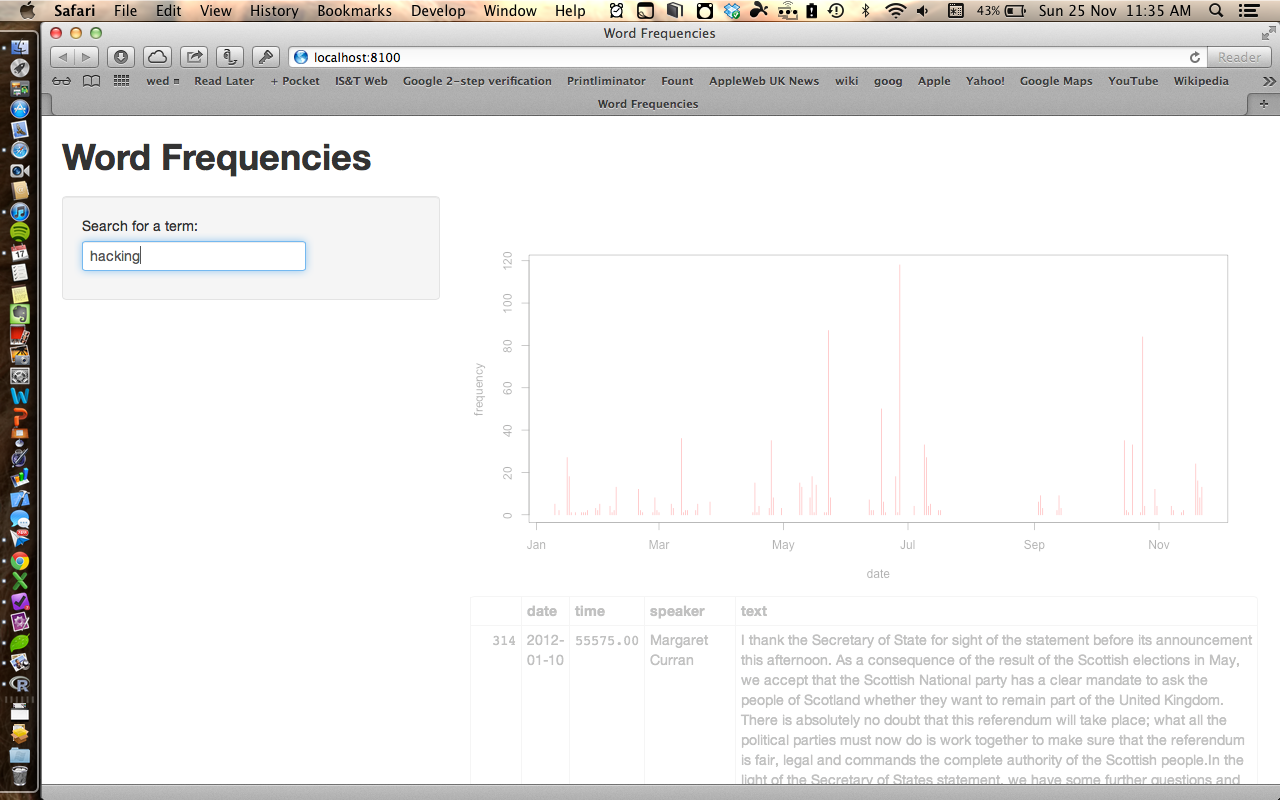 Safari File Edit View History Bookmarks Develop Window Help 43% Sun 25 Nov 11:35 AM
Word Frequencies
localhost:8100 Reader
wed Read Later + Pocket IS&T Web Google 2-step verification Printliminator Fount AppleWeb UK News wiki goog Apple Yahoo! Google Maps YouTube Wikipedia
Word Frequencies
Word Frequencies
Search for a term:
hacking
frequency
120
100
80
60
40
20
0
Jan Mar May Jul Sep Nov
date
date time speaker text
314 2012-01-10 55575.00 Margaret Curran
I thank the Secretary of State for sight of the statement before its announcement
this afternoon. As a consequence of the result of the Scottish elections in May,
we accept that the Scottish National party has a clear mandate to ask the
people of Scotland whether they want to remain part of the United Kingdom.
There is absolutely no doubt that this referendum will take place; what all the
political parties must now do is work together to make sure that the referendum
is fair, legal and commands the complete authority of the Scottish people.In the
light of the Secretary of States statement, we have some further questions and
17